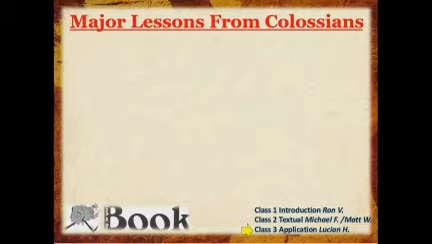 Major Lessons From Colossians
Book
Class 1 Introduction Ron V.
Class 2 Textual Michael F. /Matt W.
Class 3 Application Lucian H.